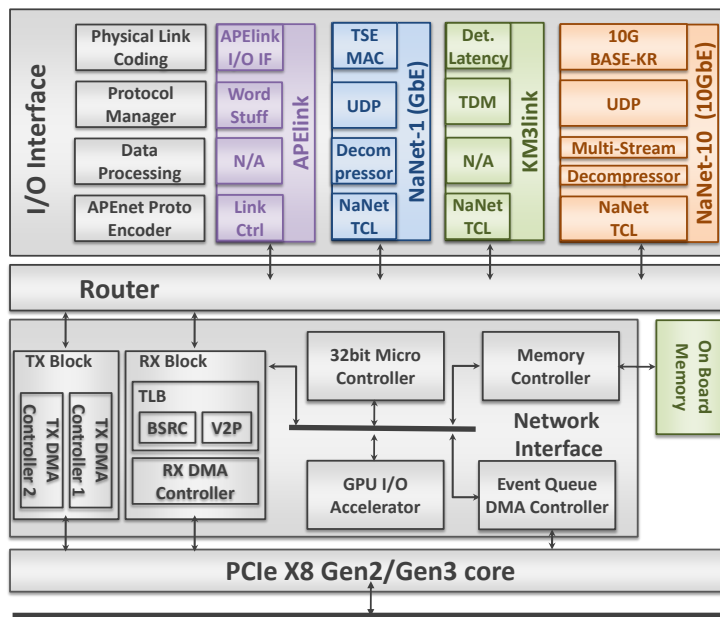 I/O Interface
Physical Link
Coding
Protocol
Manager
Data
Processing
APEnet Proto
Encoder
APElink
I/O IF
Word
Stuff
N/A
Link
Ctrl
APElink
TSE
MAC
UDP
Decom
pressor
NaNet
TCL
NaNet-1 (GbE)
Det.
Latency
TDM
N/A
NaNet
TCL
KM3link
10G
BASE-KR
UDP
Multi-Stream
Decompressor
NaNet
TCL
NaNet-10 (10GbE)
Router
TX Block
TX DMA
Controller 2
TX DMA
Controller 1
RX Block
TLB
BSRC
V2P
RX DMA
Controller
32bit Micro
Controller
Memory
Controller
On Board
Memory
Network
Interface
GPU I/O
Accelerator
Event Queue
DMA Controller
PCIe X8 Gen2/Gen3 core